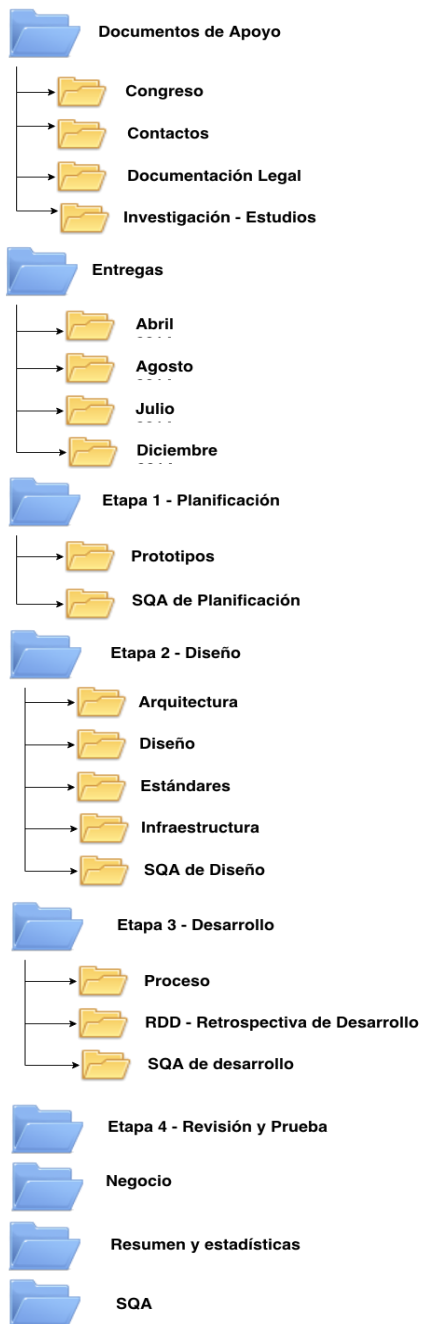 Documentos de Apoyo
Congreso
Contactos
Documentación Legal
Investigación - Estudios
Entregas
Abril
Agosto
Julio
Diciembre
Etapa 1 - Planificación
Prototipos
SQA de Planificación
Etapa 2 - Diseño
Arquitectura
Diseño
Estándares
Infraestructura
SQA de Diseño
Etapa 3 - Desarrollo
Proceso
RDD - Retrospectiva de Desarrollo
SQA de desarrollo
Etapa 4 - Revisión y Prueba
Negocio
Resumen y estadísticas
SQA